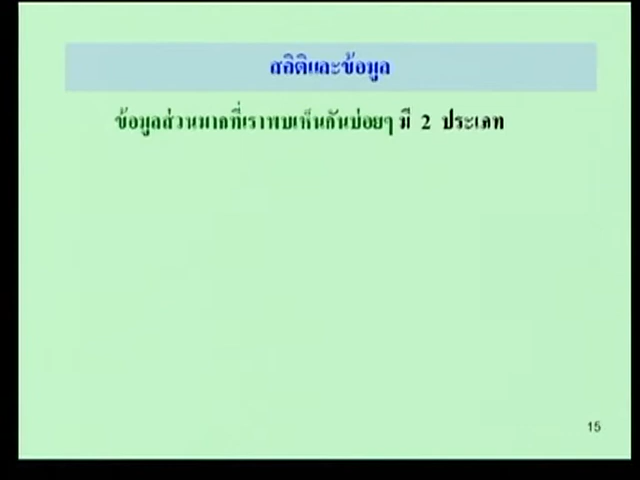 สถิติและข้อมูล
ข้อมูลส่วนมากที่เราพบเห็นกันบ่อยๆ มี 2 ประเภท
15